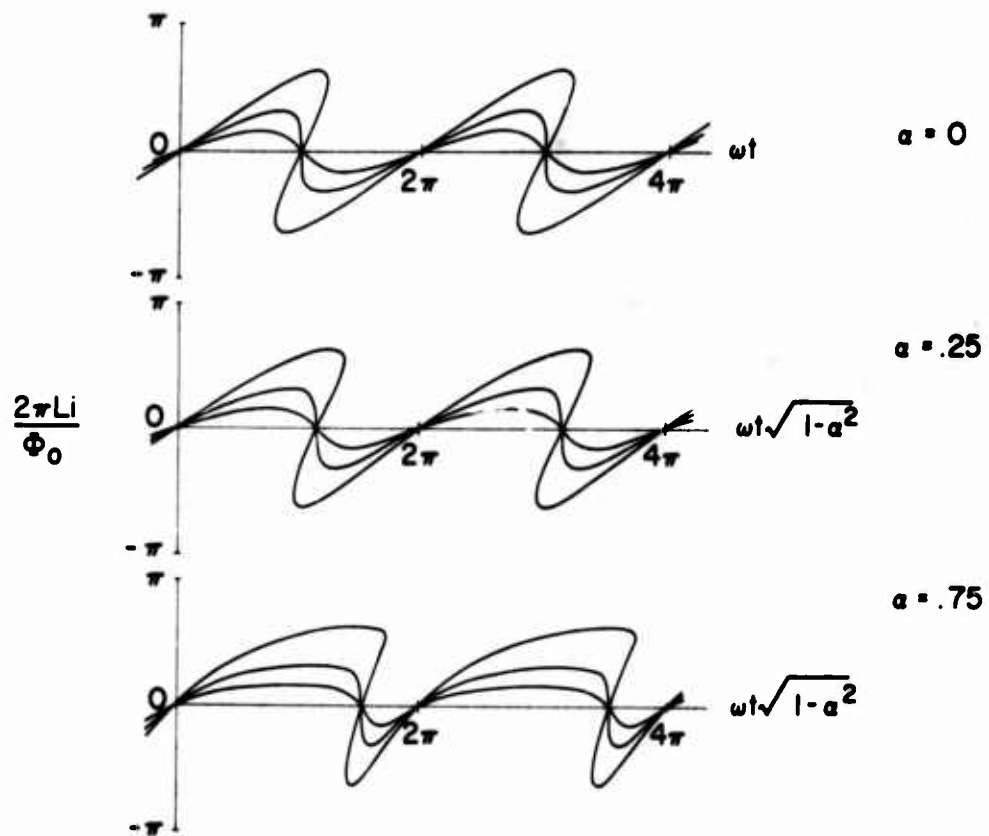 π
0
ωt
2π
4π
-π
α = 0
π
0
2π
4π
-π
α = .25
ωt√1-α²
2πLi
Φ₀
π
0
2π
4π
-π
α = .75
ωt√1-α²